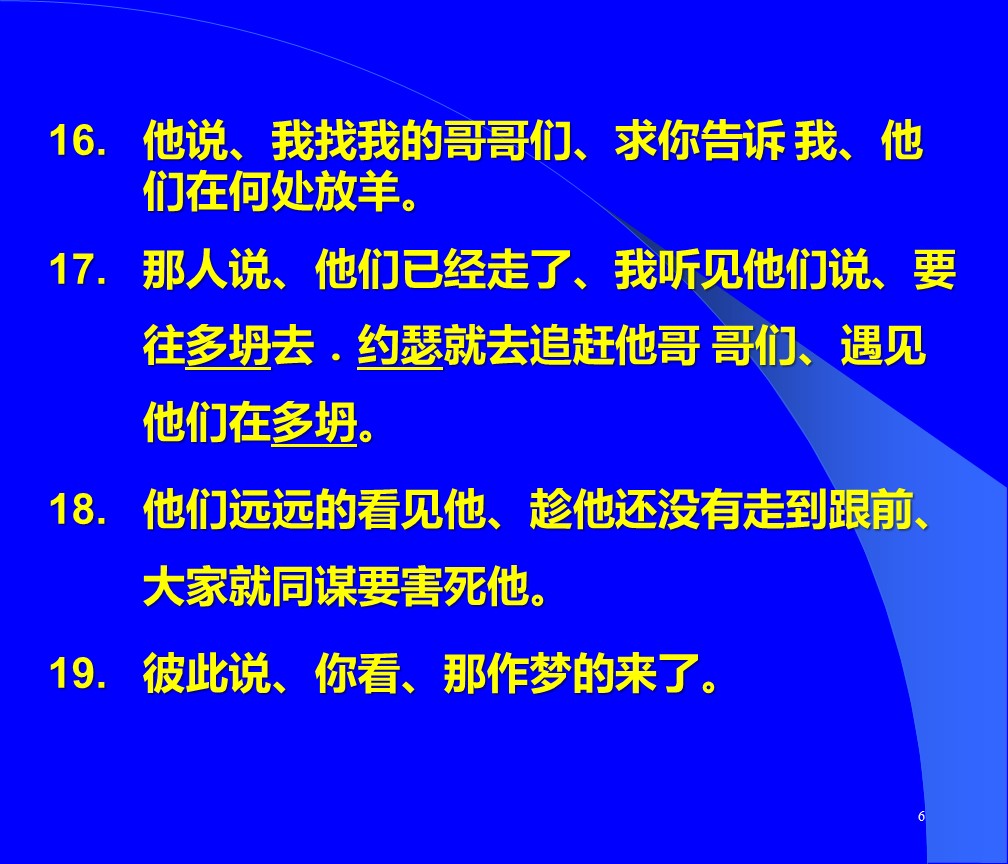 16. 他说、我找我的哥哥们、求你告诉 我、他
们在何处放羊。
17. 那人说、他们已经走了、我听见他们说、要
往多坍去．约瑟就去追赶他哥 哥们、遇见
他们在多坍。
18. 他们远远的看见他、趁他还没有走到跟前、
大家就同谋要害死他。
19. 彼此说、你看、那作梦的来了。
6